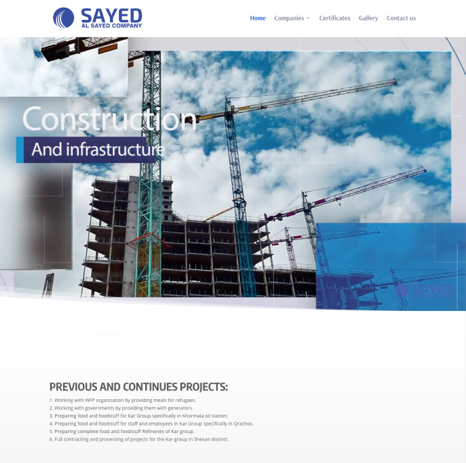 SAYED
AL SAYED COMPANY
Home Companies Certificates Gallery Contact us
Construction
And infrastructure
SAYED
PREVIOUS AND CONTINUES PROJECTS:
1. Working with WFP organization by providing meals for refugees.
2. Working with governments by providing them with generators.
3. Preparing food and foodstuff for Kar Group specifically in Khormala oil station.
4. Preparing food and foodstuff for staff and employees in Kar Group specifically in Qrachox.
5. Preparing complete food and foodstuff Refineries of Kar group.
6. Full contracting and processing of projects for the Kar group in Shexan district.